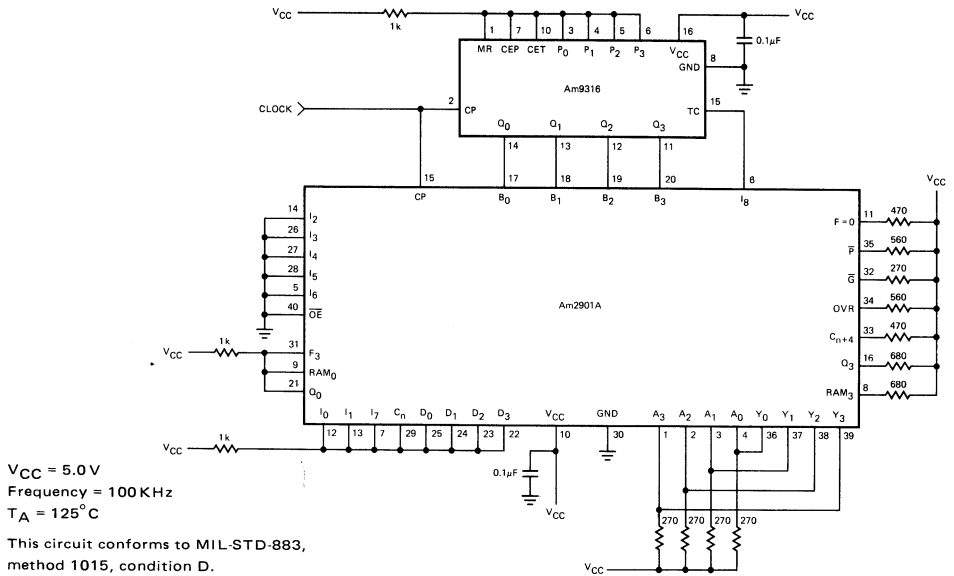 VCC 1k VCC
1 7 10 3 4 5 6 16 0.1μF
MR CEP CET P0 P1 P2 P3 VCC
GND 8
Am9316
CLOCK 2 CP TC 15
Q0 Q1 Q2 Q3
14 13 12 11
15 17 18 19 20 6
CP B0 B1 B2 B3 I8
VCC
14 I2
26 I3
27 I4
28 I5
5 I6
40 OE
Am2901A
F=0 11 470
P 35 560
G 32 270
OVR 34 560
Cn+4 33 470
Q3 16 680
RAM3 8 680
VCC 1k 31 F3
9 RAM0
21 Q0
I0 I1 I7 Cn D0 D1 D2 D3 VCC GND A3 A2 A1 A0 Y0 Y1 Y2 Y3
12 13 7 29 25 24 23 22 10 30 1 2 3 4 36 37 38 39
VCC 1k
0.1μF
VCC
270 270 270 270
VCC
VCC = 5.0 V
Frequency = 100 KHz
TA = 125°C
This circuit conforms to MIL-STD-883,
method 1015, condition D.